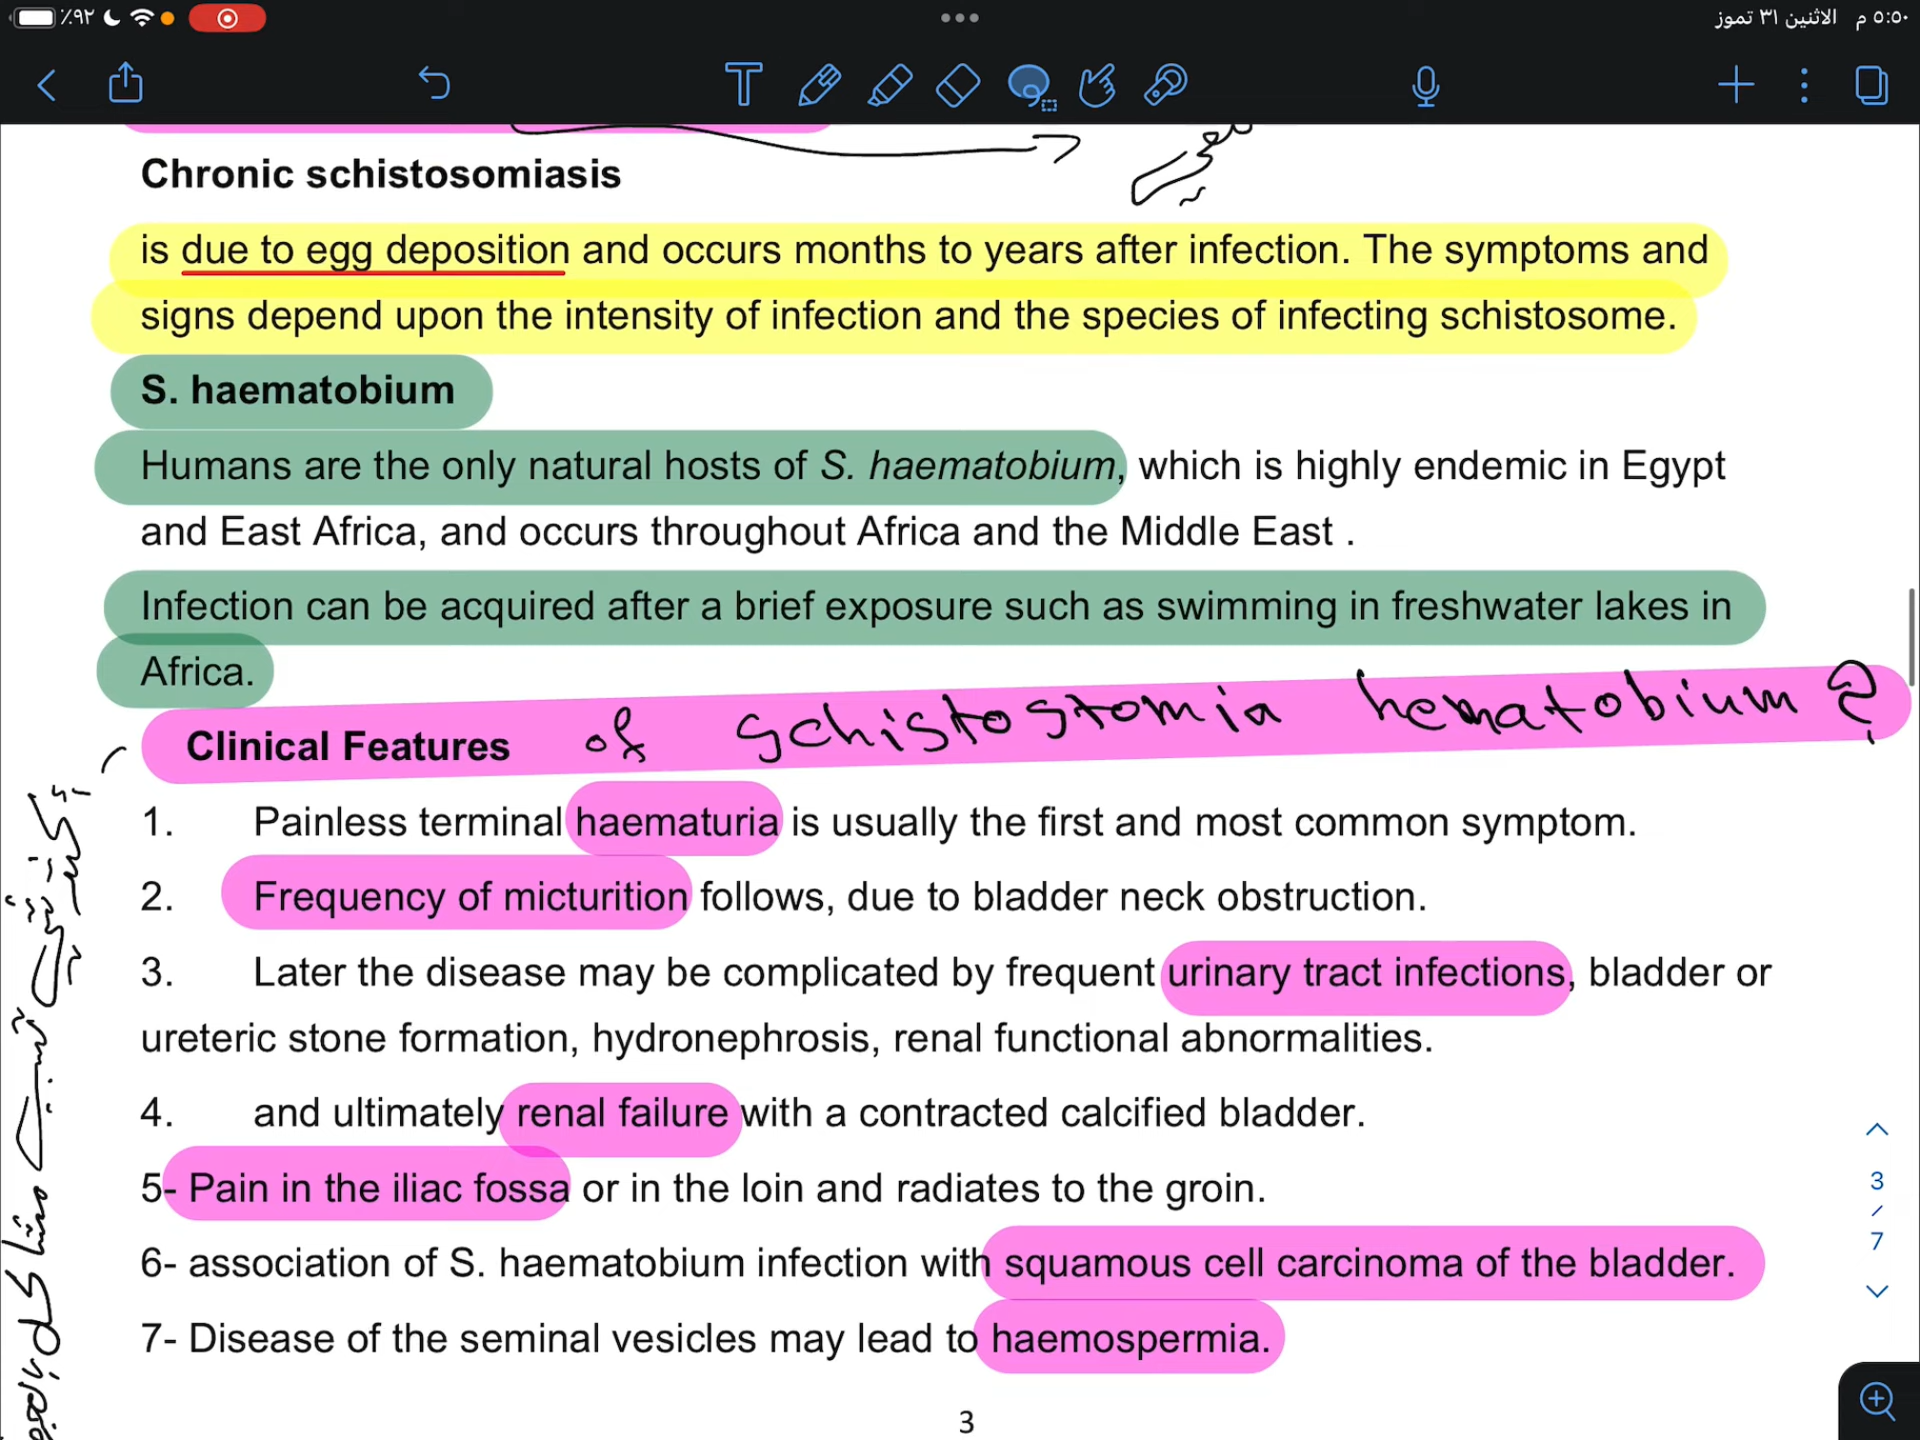 ٪٩٢
٥:٥٠ م الاثنين ٣١ تموز
Chronic schistosomiasis
is due to egg deposition and occurs months to years after infection. The symptoms and
signs depend upon the intensity of infection and the species of infecting schistosome.
S. haematobium
Humans are the only natural hosts of S. haematobium, which is highly endemic in Egypt
and East Africa, and occurs throughout Africa and the Middle East .
Infection can be acquired after a brief exposure such as swimming in freshwater lakes in
Africa.
Clinical Features of schistostomia hematobium ?
1. Painless terminal haematuria is usually the first and most common symptom.
2. Frequency of micturition follows, due to bladder neck obstruction.
3. Later the disease may be complicated by frequent urinary tract infections, bladder or
ureteric stone formation, hydronephrosis, renal functional abnormalities.
4. and ultimately renal failure with a contracted calcified bladder.
5- Pain in the iliac fossa or in the loin and radiates to the groin.
6- association of S. haematobium infection with squamous cell carcinoma of the bladder.
7- Disease of the seminal vesicles may lead to haemospermia.
3
3
/
7